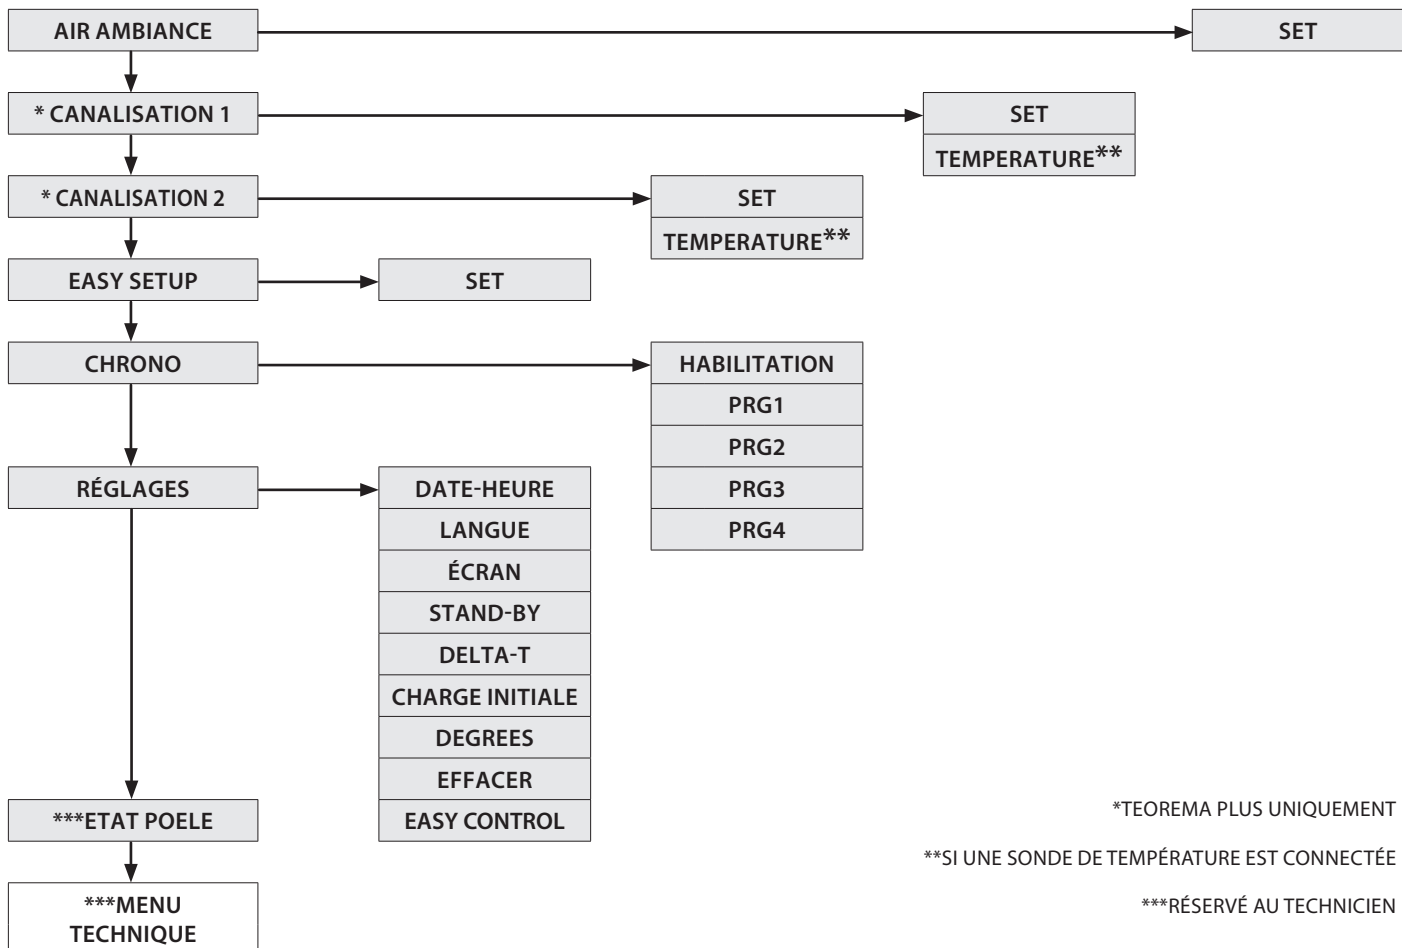 AIR AMBIANCE
SET
* CANALISATION 1
SET
TEMPERATURE**
* CANALISATION 2
SET
TEMPERATURE**
EASY SETUP
SET
CHRONO
HABILITATION
PRG1
PRG2
PRG3
PRG4
RÉGLAGES
DATE-HEURE
LANGUE
ÉCRAN
STAND-BY
DELTA-T
CHARGE INITIALE
DEGREES
EFFACER
EASY CONTROL
***ETAT POELE
***MENU
TECHNIQUE
*TEOREMA PLUS UNIQUEMENT
**SI UNE SONDE DE TEMPÉRATURE EST CONNECTÉE
***RÉSERVÉ AU TECHNICIEN